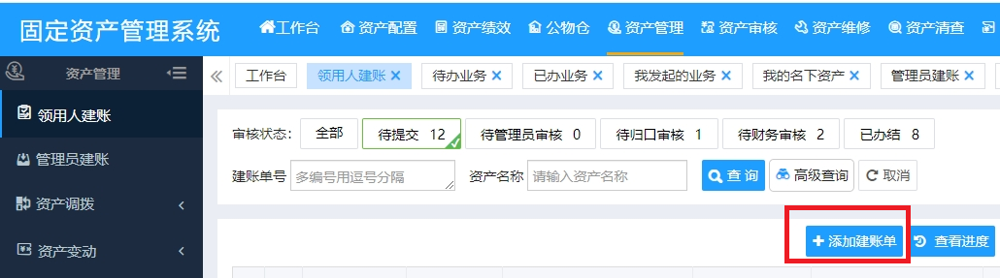 固定资产管理系统 工作台 资产配置 资产绩效 公物仓 资产管理 资产审核 资产维修 资产清查
资产管理 工作台 领用人建账 待办业务 已办业务 我发起的业务 我的名下资产 管理员建账
领用人建账
管理员建账
资产调拨
资产变动
审核状态: 全部 待提交 12 待管理员审核 0 待归口审核 1 待财务审核 2 已办结 8
建账单号 多编号用逗号分隔 资产名称 请输入资产名称 查 询 高级查询 取消
添加建账单 查看进度